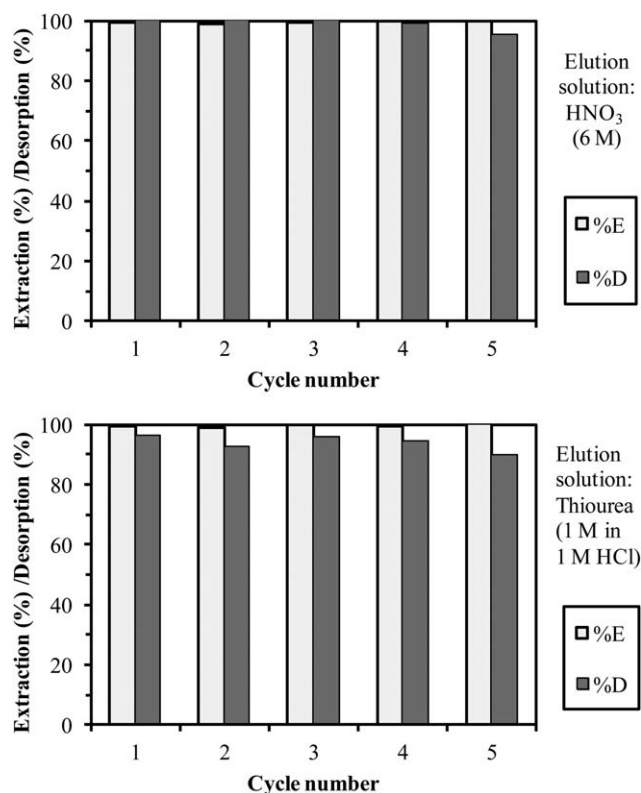 Extraction (%) /Desorption (%)
100
80
60
40
20
0
1 2 3 4 5
Cycle number
Elution
solution:
HNO₃
(6 M)
%E
%D
Extraction (%) /Desorption (%)
100
80
60
40
20
0
1 2 3 4 5
Cycle number
Elution
solution:
Thiourea
(1 M in
1 M HCl)
%E
%D